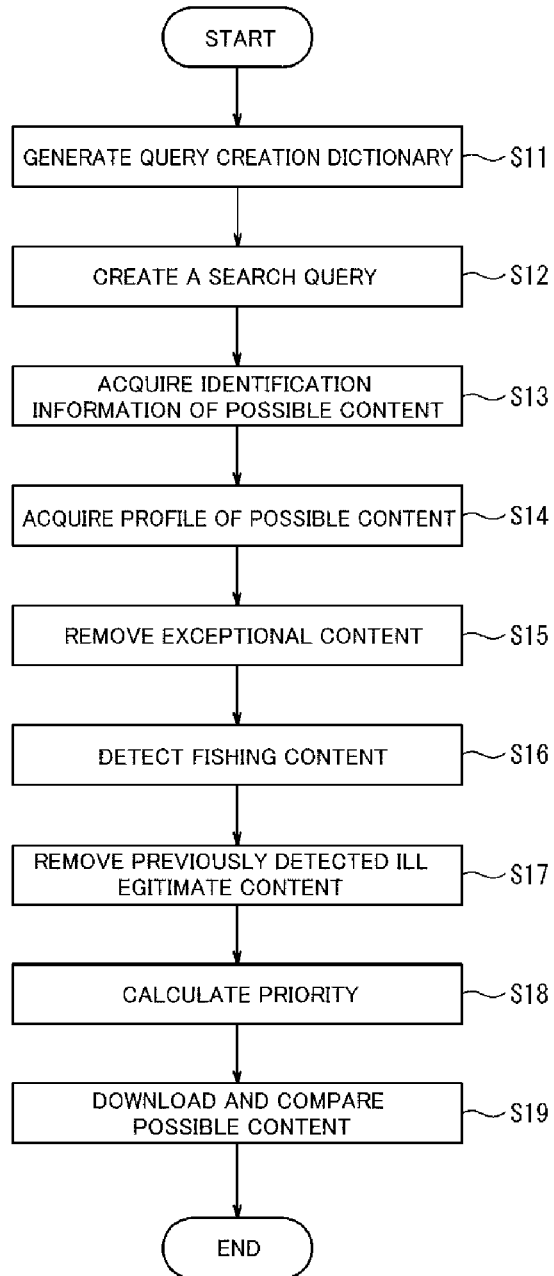 START
GENERATE QUERY CREATION DICTIONARY
S11
CREATE A SEARCH QUERY
S12
ACQUIRE IDENTIFICATION
INFORMATION OF POSSIBLE CONTENT
S13
ACQUIRE PROFILE OF POSSIBLE CONTENT
S14
REMOVE EXCEPTIONAL CONTENT
S15
DETECT FISHING CONTENT
S16
REMOVE PREVIOUSLY DETECTED ILL
EGITIMATE CONTENT
S17
CALCULATE PRIORITY
S18
DOWNLOAD AND COMPARE
POSSIBLE CONTENT
S19
END